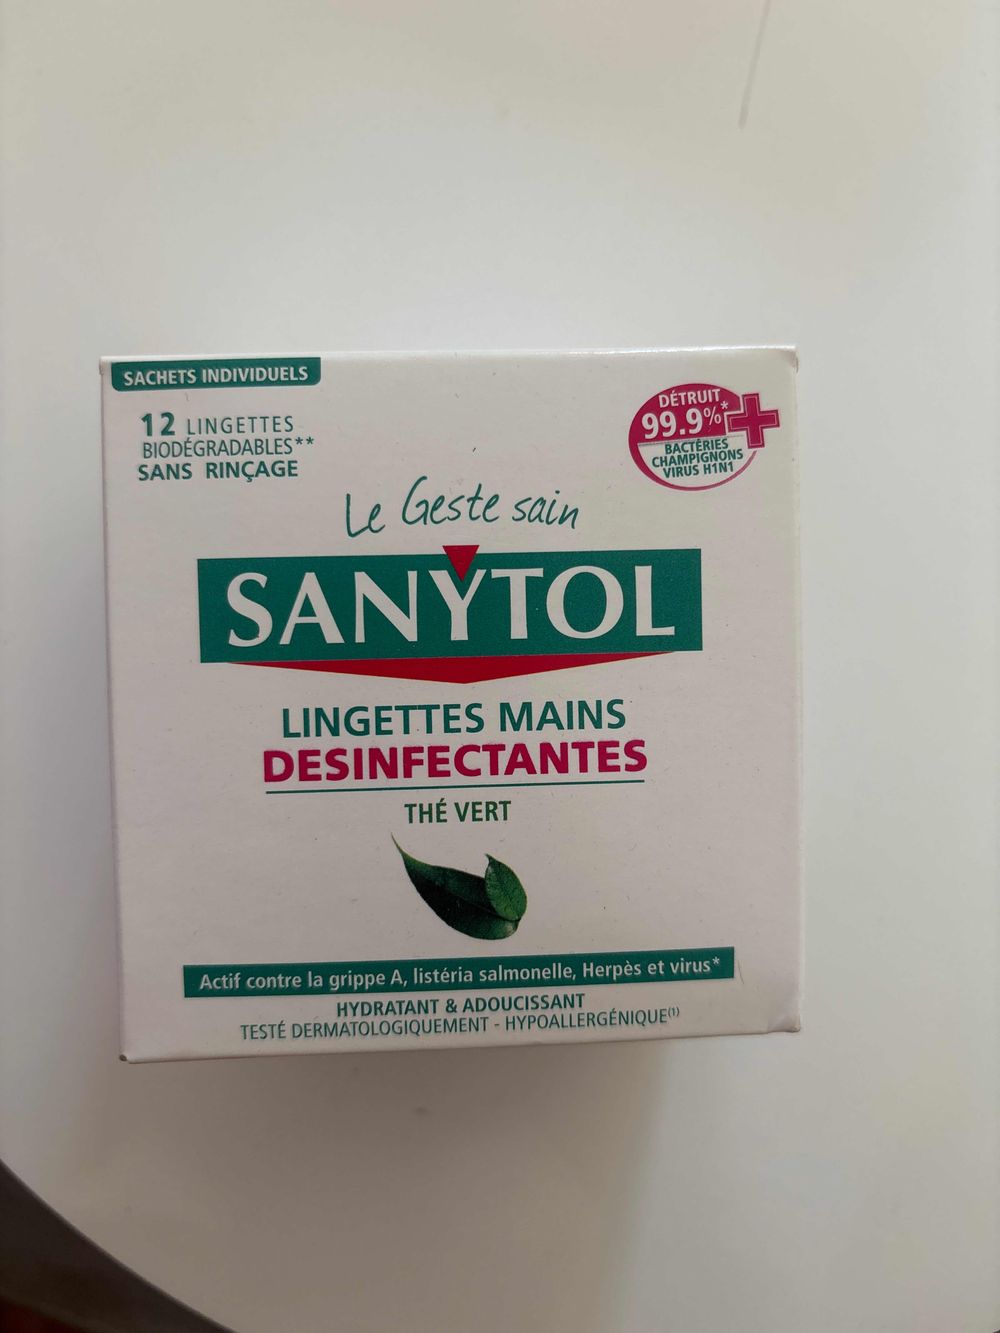 SACHETS INDIVIDUELS
12 LINGETTES
BIODÉGRADABLES**
SANS RINÇAGE
DÉTRUIT
99.9%*
BACTÉRIES
CHAMPIGNONS
VIRUS H1N1
Le Geste sain
SANYTOL
LINGETTES MAINS
DESINFECTANTES
THÉ VERT
Actif contre la grippe A, listéria salmonelle, Herpès et virus*
HYDRATANT & ADOUCISSANT
TESTÉ DERMATOLOGIQUEMENT - HYPOALLERGÉNIQUE(1)